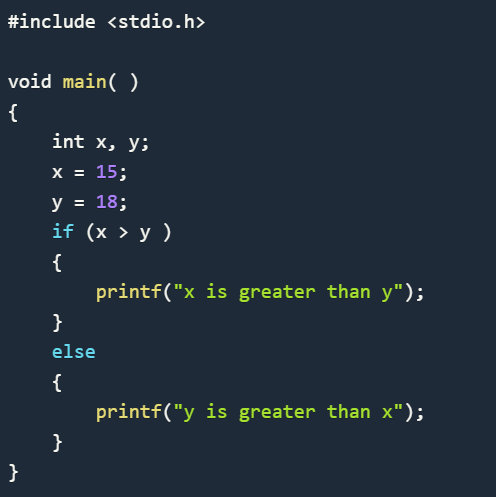 #include <stdio.h>

void main( )
{
    int x, y;
    x = 15;
    y = 18;
    if (x > y )
    {
        printf("x is greater than y");
    }
    else
    {
        printf("y is greater than x");
    }
}